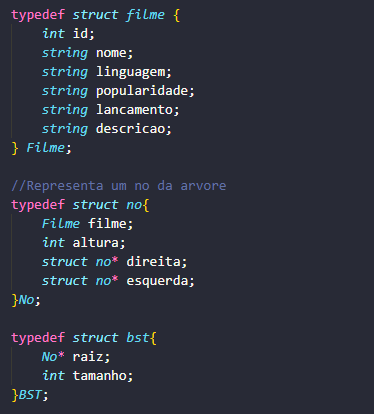 typedef struct filme {
    int id;
    string nome;
    string linguagem;
    string popularidade;
    string lancamento;
    string descricao;
} Filme;

//Representa um no da arvore
typedef struct no{
    Filme filme;
    int altura;
    struct no* direita;
    struct no* esquerda;
}No;

typedef struct bst{
    No* raiz;
    int tamanho;
}BST;